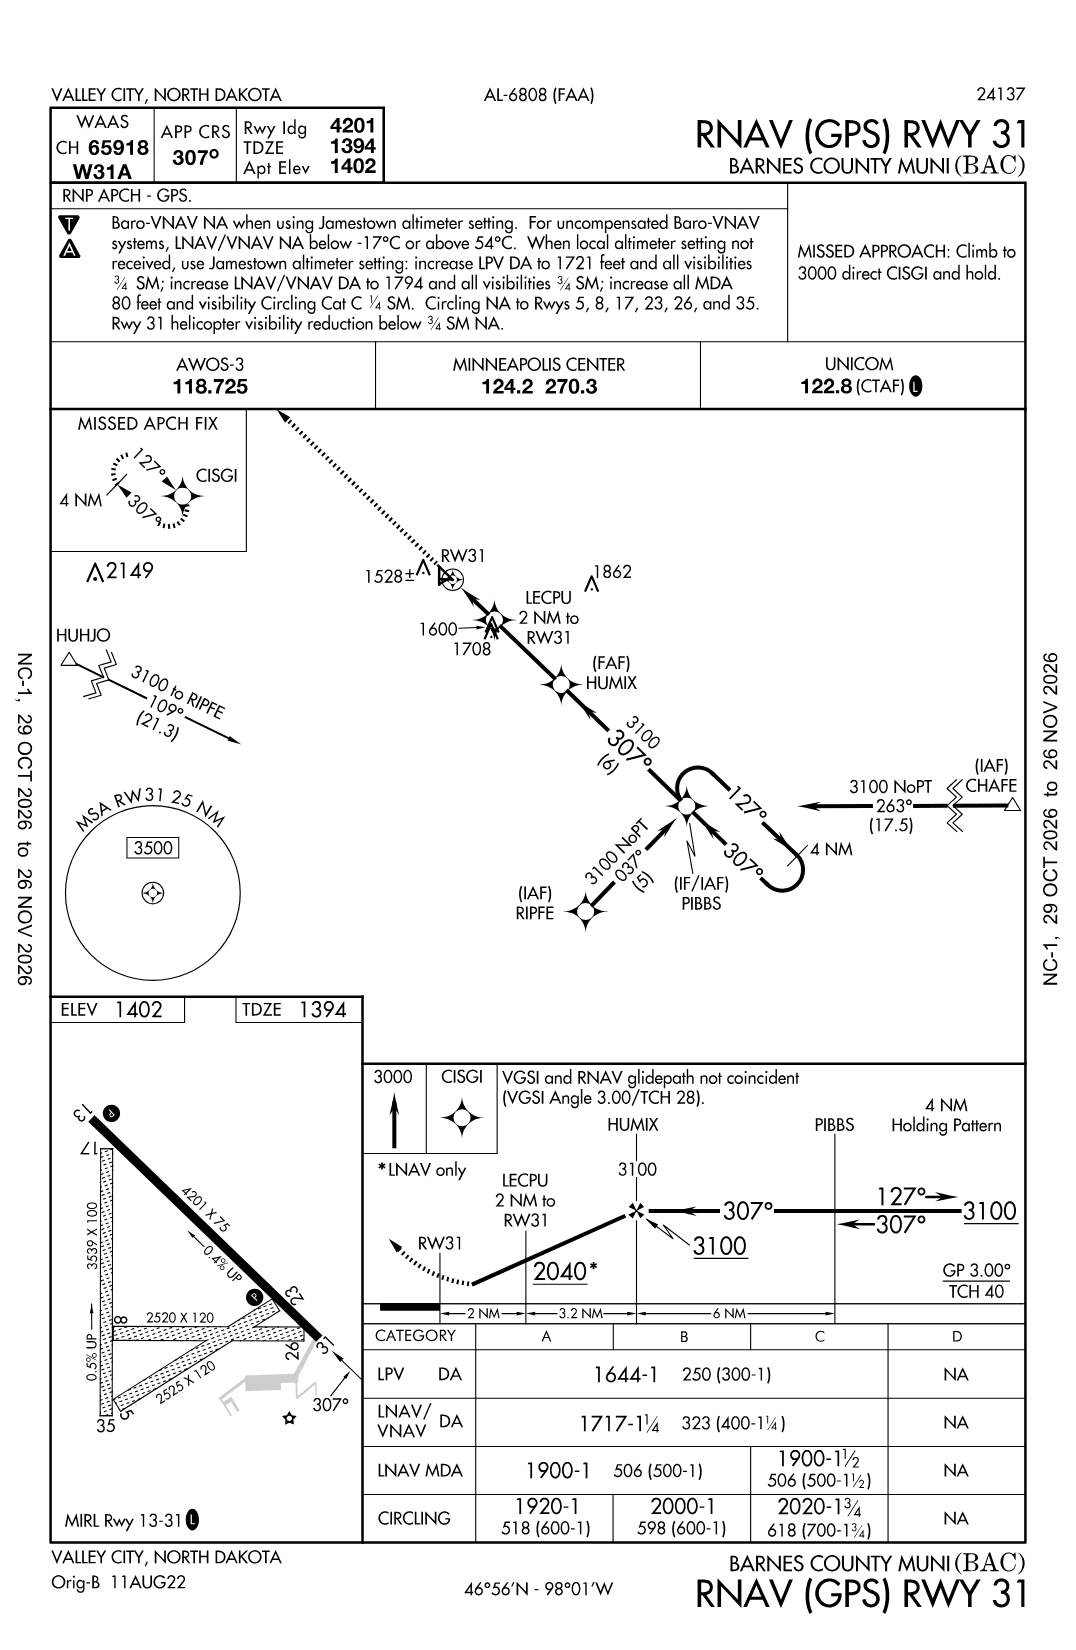 VALLEY CITY, NORTH DAKOTA
AL-6808 (FAA)
24137
WAAS
CH 65918
W31A
APP CRS
307°
Rwy ldg 4201
TDZE 1394
Apt Elev 1402
RNAV (GPS) RWY 31
BARNES COUNTY MUNI (BAC)
RNP APCH - GPS.
T
A
Baro-VNAV NA when using Jamestown altimeter setting. For uncompensated Baro-VNAV
systems, LNAV/VNAV NA below -17°C or above 54°C. When local altimeter setting not
received, use Jamestown altimeter setting: increase LPV DA to 1721 feet and all visibilities
¾ SM; increase LNAV/VNAV DA to 1794 and all visibilities ¾ SM; increase all MDA
80 feet and visibility Circling Cat C ¼ SM. Circling NA to Rwys 5, 8, 17, 23, 26, and 35.
Rwy 31 helicopter visibility reduction below ¾ SM NA.
MISSED APPROACH: Climb to
3000 direct CISGI and hold.
AWOS-3
118.725
MINNEAPOLIS CENTER
124.2 270.3
UNICOM
122.8 (CTAF) L
MISSED APCH FIX
127°
CISGI
4 NM
307°
2149
RW31
1528±
1862
LECPU
2 NM to
RW31
1600
1708
(FAF)
HUMIX
HUHJO
3100 to RIPFE
109°
(21.3)
3100
307°
(6)
127°
307°
4 NM
(IAF)
CHAFE
3100 NoPT
263°
(17.5)
3100 NoPT
037°
(5)
(IF/IAF)
PIBBS
(IAF)
RIPFE
MSA RW31 25 NM
3500
NC-1, 29 OCT 2026 to 26 NOV 2026
NC-1, 29 OCT 2026 to 26 NOV 2026
ELEV 1402
TDZE 1394
13
P
17
4201 X 75
0.4% UP
3539 X 100
0.5% UP
P
23
8
2520 X 120
26
31
2525 X 120
5
35
307°
MIRL Rwy 13-31 L
3000
CISGI
VGSI and RNAV glidepath not coincident
(VGSI Angle 3.00/TCH 28).
*LNAV only
HUMIX
PIBBS
4 NM
Holding Pattern
3100
LECPU
2 NM to
RW31
RW31
307°
127°
307°
3100
3100
2040*
GP 3.00°
TCH 40
2 NM
3.2 NM
6 NM
CATEGORY A B C D
LPV DA 1644-1 250 (300-1) NA
LNAV/
VNAV DA 1717-1¼ 323 (400-1¼) NA
LNAV MDA 1900-1 506 (500-1) 1900-1½
506 (500-1½) NA
CIRCLING 1920-1
518 (600-1) 2000-1
598 (600-1) 2020-1¾
618 (700-1¾) NA
VALLEY CITY, NORTH DAKOTA
Orig-B 11AUG22
46°56'N - 98°01'W
BARNES COUNTY MUNI (BAC)
RNAV (GPS) RWY 31